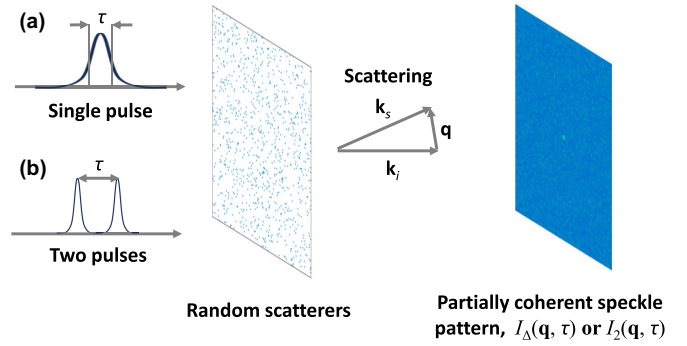 (a)
τ
Single pulse
(b)
τ
Two pulses
Random scatterers
Scattering
k_s
q
k_i
Partially coherent speckle
pattern, I_Δ(q, τ) or I_2(q, τ)